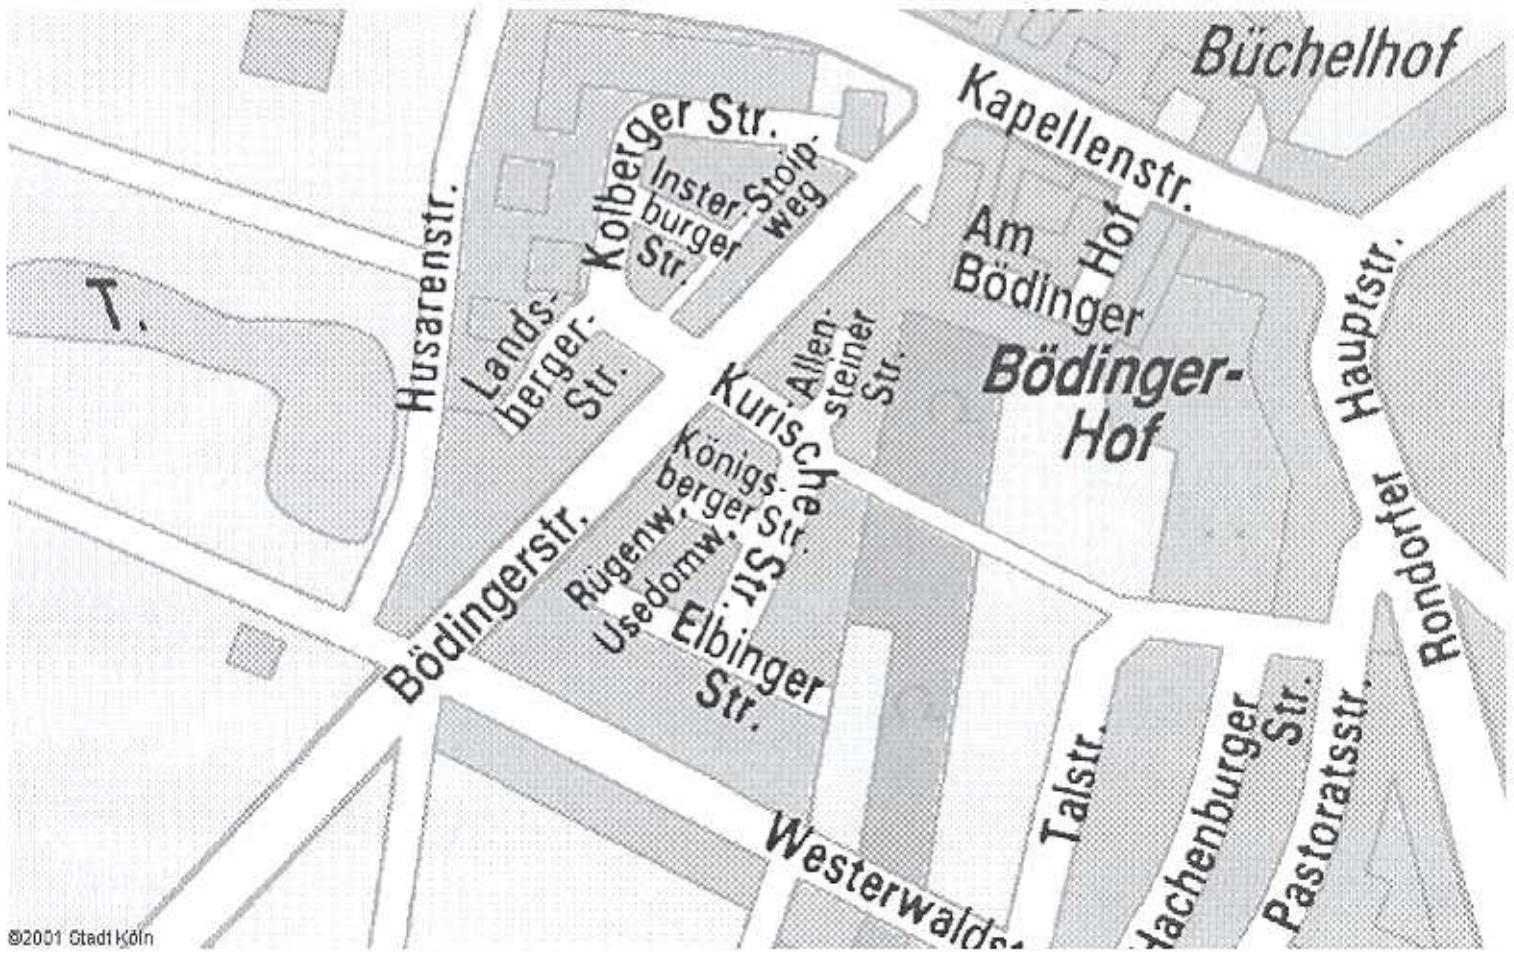 Büchelhof
Kapellenstr.
Kolberger Str.
Stolp-
weg
Inster-
burger
Str.
Husarenstr.
Am
Bödinger
Hof
Hauptstr.
T.
Lands-
berger-
Str.
Allen-
steiner
Str.
Bödinger-
Hof
Kurische Str.
Königs-
berger Str.
Rügenw.
Usedomw.
Bödingerstr.
Elbinger
Str.
Rondorfer
Talstr.
Hachenburger
Str.
Pastoratsstr.
Westerwaldstr
©2001 Stadt Köln